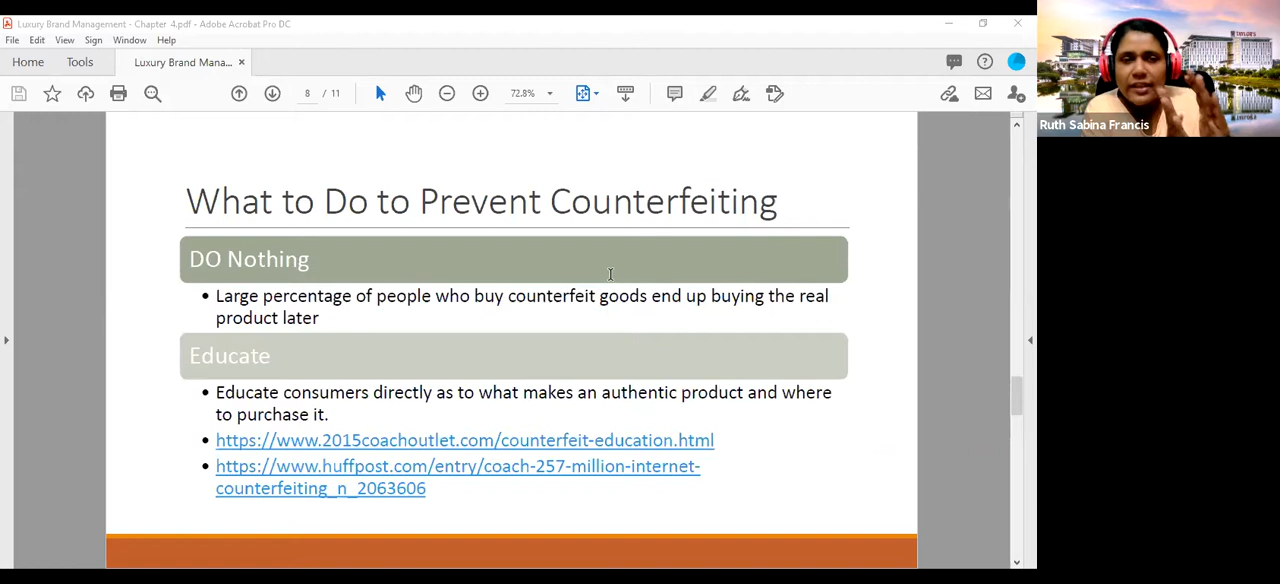 Luxury Brand Management - Chapter 4.pdf - Adobe Acrobat Pro DC
File Edit View Sign Window Help
Home Tools Luxury Brand Mana... ×
8 / 11 72.8%
Ruth Sabina Francis
What to Do to Prevent Counterfeiting
DO Nothing
• Large percentage of people who buy counterfeit goods end up buying the real
product later
Educate
• Educate consumers directly as to what makes an authentic product and where
to purchase it.
• https://www.2015coachoutlet.com/counterfeit-education.html
• https://www.huffpost.com/entry/coach-257-million-internet-
counterfeiting_n_2063606